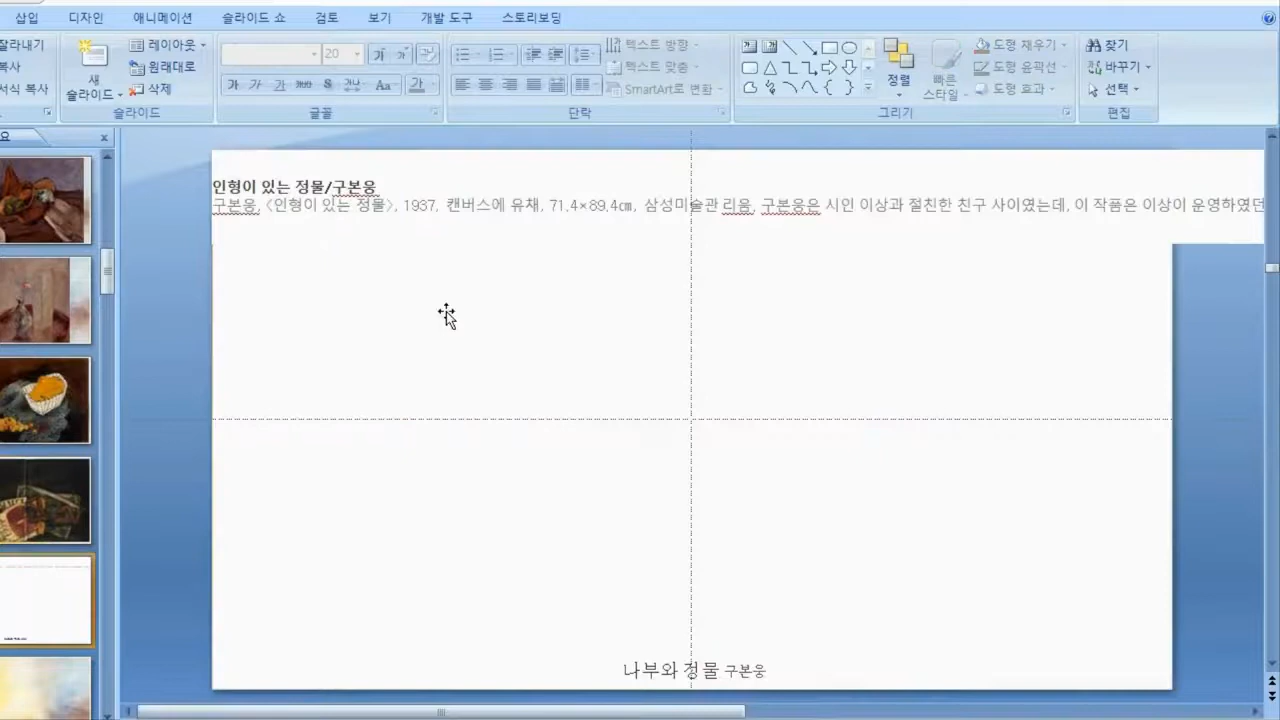 삽입 디자인 애니메이션 슬라이드 쇼 검토 보기 개발 도구 스토리보딩
잘라내기
복사
서식 복사
새
슬라이드
레이아웃
원래대로
삭제
슬라이드
20
가 가 가 가나 Aa 가
글꼴
텍스트 방향
텍스트 맞춤
SmartArt로 변환
단락
정렬
빠른
스타일
도형 채우기
도형 윤곽선
도형 효과
그리기
찾기
바꾸기
선택
편집
요
인형이 있는 정물/구본웅
구본웅, 〈인형이 있는 정물〉, 1937, 캔버스에 유채, 71.4×89.4㎝, 삼성미술관 리움, 구본웅은 시인 이상과 절친한 친구 사이였는데, 이 작품은 이상이 운영하였던
나부와 정물 구본웅